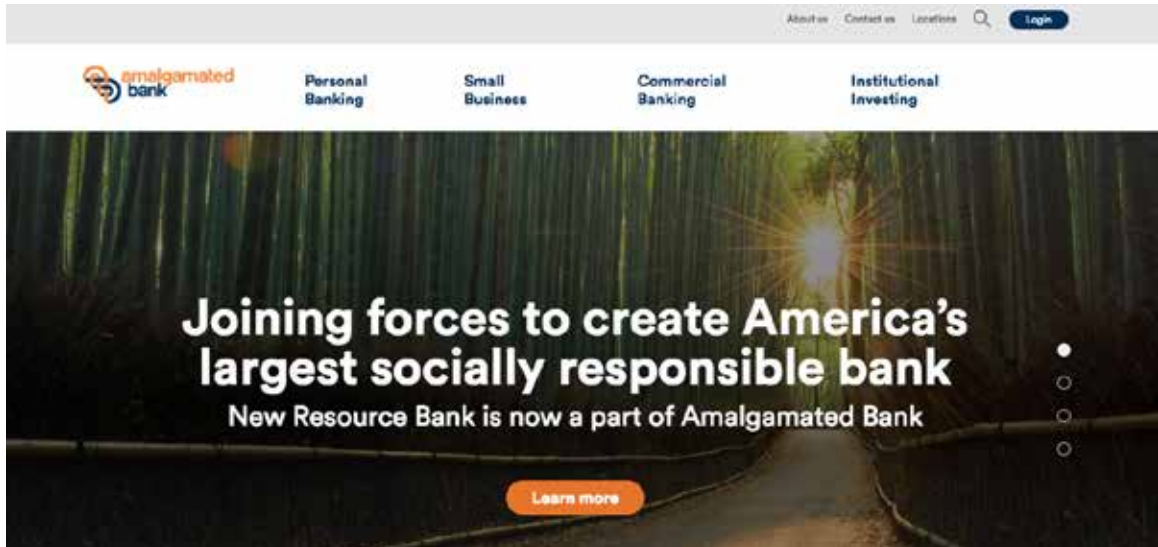 About us Contact us Locations Login
amalgamated
bank
Personal
Banking
Small
Business
Commercial
Banking
Institutional
Investing
Joining forces to create America’s
largest socially responsible bank
New Resource Bank is now a part of Amalgamated Bank
Learn more